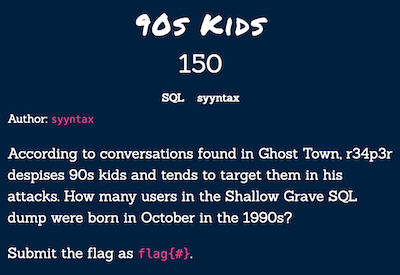 90s Kids
150
SQL syyntax
Author: syyntax
According to conversations found in Ghost Town, r34p3r
despises 90s kids and tends to target them in his
attacks. How many users in the Shallow Grave SQL
dump were born in October in the 1990s?
Submit the flag as flag{#}.